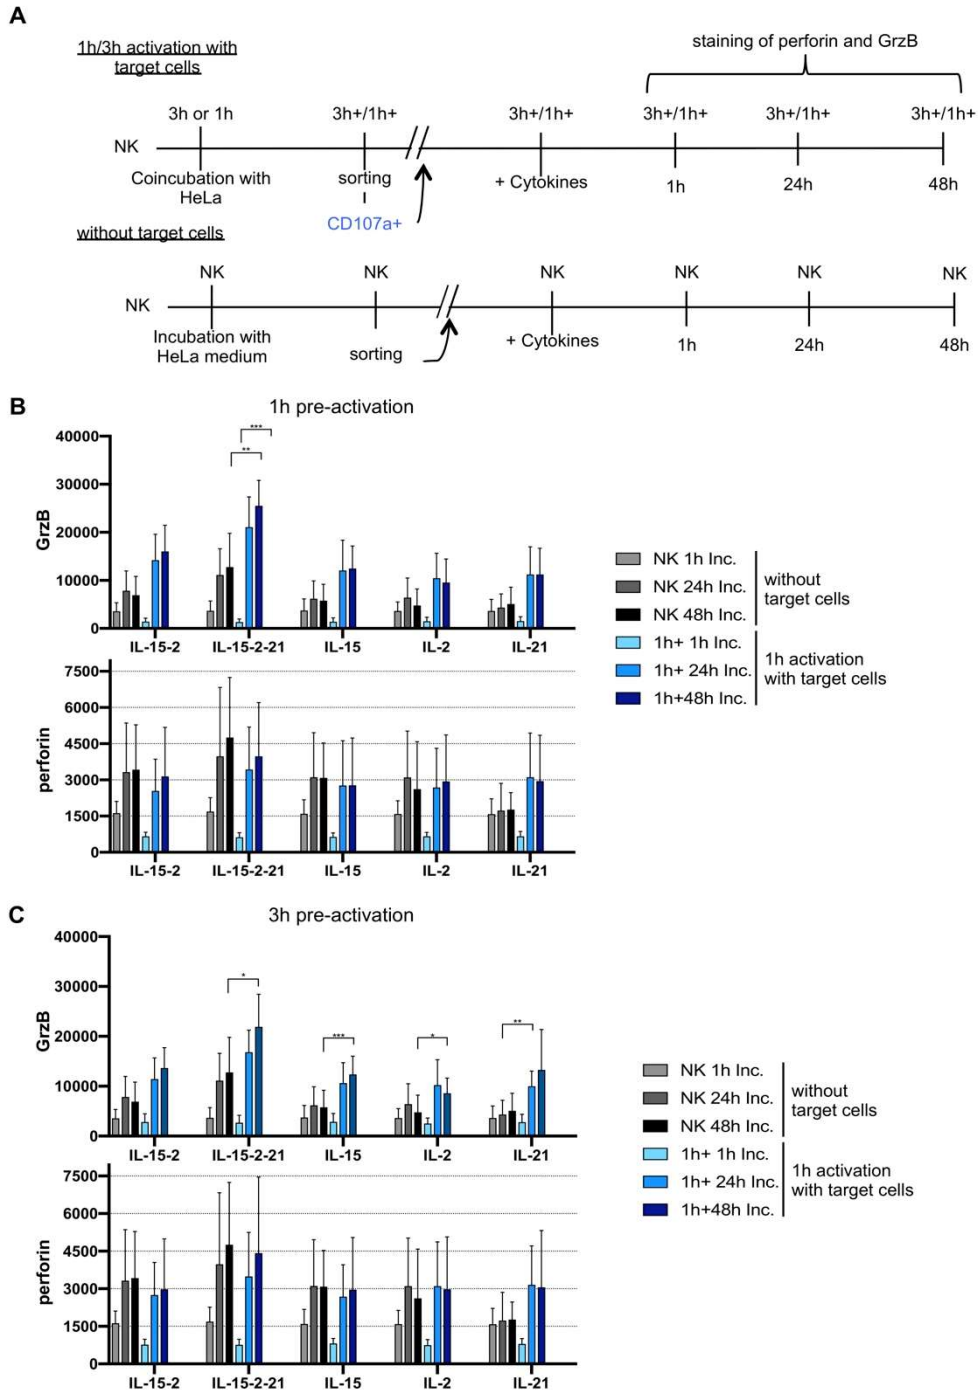 A
1h/3h activation with
target cells
staining of perforin and GrzB
3h or 1h
3h+/1h+
3h+/1h+
3h+/1h+
3h+/1h+
3h+/1h+
NK
Coincubation with
HeLa
sorting
CD107a+
+ Cytokines
1h
24h
48h
without target cells
NK
NK
NK
NK
NK
NK
NK
Incubation with
HeLa medium
sorting
+ Cytokines
1h
24h
48h
B
1h pre-activation
GrzB
40000
30000
20000
10000
0
***
**
IL-15-2
IL-15-2-21
IL-15
IL-2
IL-21
perforin
7500
6000
4500
3000
1500
0
IL-15-2
IL-15-2-21
IL-15
IL-2
IL-21
NK 1h Inc.
NK 24h Inc.
NK 48h Inc.
without
target cells
1h+ 1h Inc.
1h+ 24h Inc.
1h+48h Inc.
1h activation
with target cells
C
3h pre-activation
GrzB
40000
30000
20000
10000
0
*
***
*
**
IL-15-2
IL-15-2-21
IL-15
IL-2
IL-21
perforin
7500
6000
4500
3000
1500
0
IL-15-2
IL-15-2-21
IL-15
IL-2
IL-21
NK 1h Inc.
NK 24h Inc.
NK 48h Inc.
without
target cells
1h+ 1h Inc.
1h+ 24h Inc.
1h+48h Inc.
1h activation
with target cells